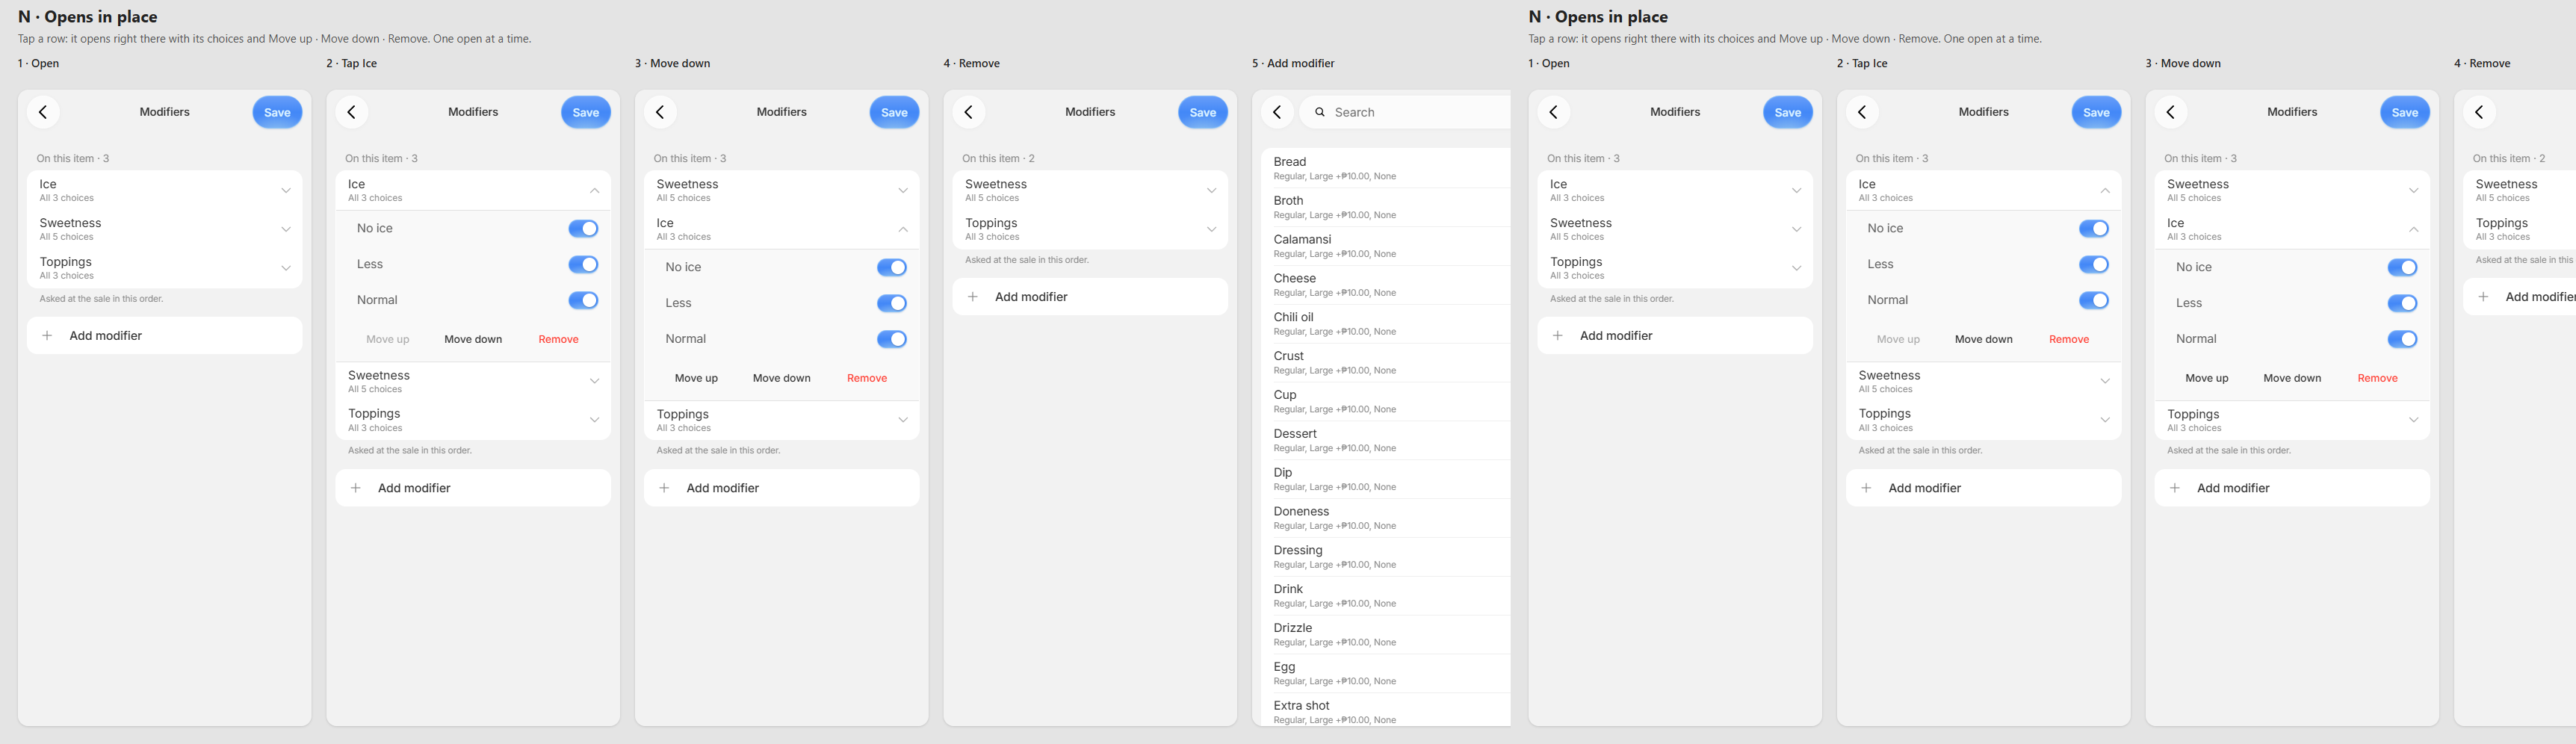 N · Opens in place
Tap a row: it opens right there with its choices and Move up · Move down · Remove. One open at a time.
1 · Open
Modifiers
Save
On this item · 3
Ice
All 3 choices
Sweetness
All 5 choices
Toppings
All 3 choices
Asked at the sale in this order.
+ Add modifier
2 · Tap Ice
Modifiers
Save
On this item · 3
Ice
All 3 choices
No ice
Less
Normal
Move up Move down Remove
Sweetness
All 5 choices
Toppings
All 3 choices
Asked at the sale in this order.
+ Add modifier
3 · Move down
Modifiers
Save
On this item · 3
Sweetness
All 5 choices
Ice
All 3 choices
No ice
Less
Normal
Move up Move down Remove
Toppings
All 3 choices
Asked at the sale in this order.
+ Add modifier
4 · Remove
Modifiers
Save
On this item · 2
Sweetness
All 5 choices
Toppings
All 3 choices
Asked at the sale in this order.
+ Add modifier
5 · Add modifier
Search
Bread
Regular, Large +₱10.00, None
Broth
Regular, Large +₱10.00, None
Calamansi
Regular, Large +₱10.00, None
Cheese
Regular, Large +₱10.00, None
Chili oil
Regular, Large +₱10.00, None
Crust
Regular, Large +₱10.00, None
Cup
Regular, Large +₱10.00, None
Dessert
Regular, Large +₱10.00, None
Dip
Regular, Large +₱10.00, None
Doneness
Regular, Large +₱10.00, None
Dressing
Regular, Large +₱10.00, None
Drink
Regular, Large +₱10.00, None
Drizzle
Regular, Large +₱10.00, None
Egg
Regular, Large +₱10.00, None
Extra shot
Regular, Large +₱10.00, None
N · Opens in place
Tap a row: it opens right there with its choices and Move up · Move down · Remove. One open at a time.
1 · Open
Modifiers
Save
On this item · 3
Ice
All 3 choices
Sweetness
All 5 choices
Toppings
All 3 choices
Asked at the sale in this order.
+ Add modifier
2 · Tap Ice
Modifiers
Save
On this item · 3
Ice
All 3 choices
No ice
Less
Normal
Move up Move down Remove
Sweetness
All 5 choices
Toppings
All 3 choices
Asked at the sale in this order.
+ Add modifier
3 · Move down
Modifiers
Save
On this item · 3
Sweetness
All 5 choices
Ice
All 3 choices
No ice
Less
Normal
Move up Move down Remove
Toppings
All 3 choices
Asked at the sale in this order.
+ Add modifier
4 · Remove
On this item · 2
Sweetness
All 5 choices
Toppings
All 3 choices
Asked at the sale in this
+ Add